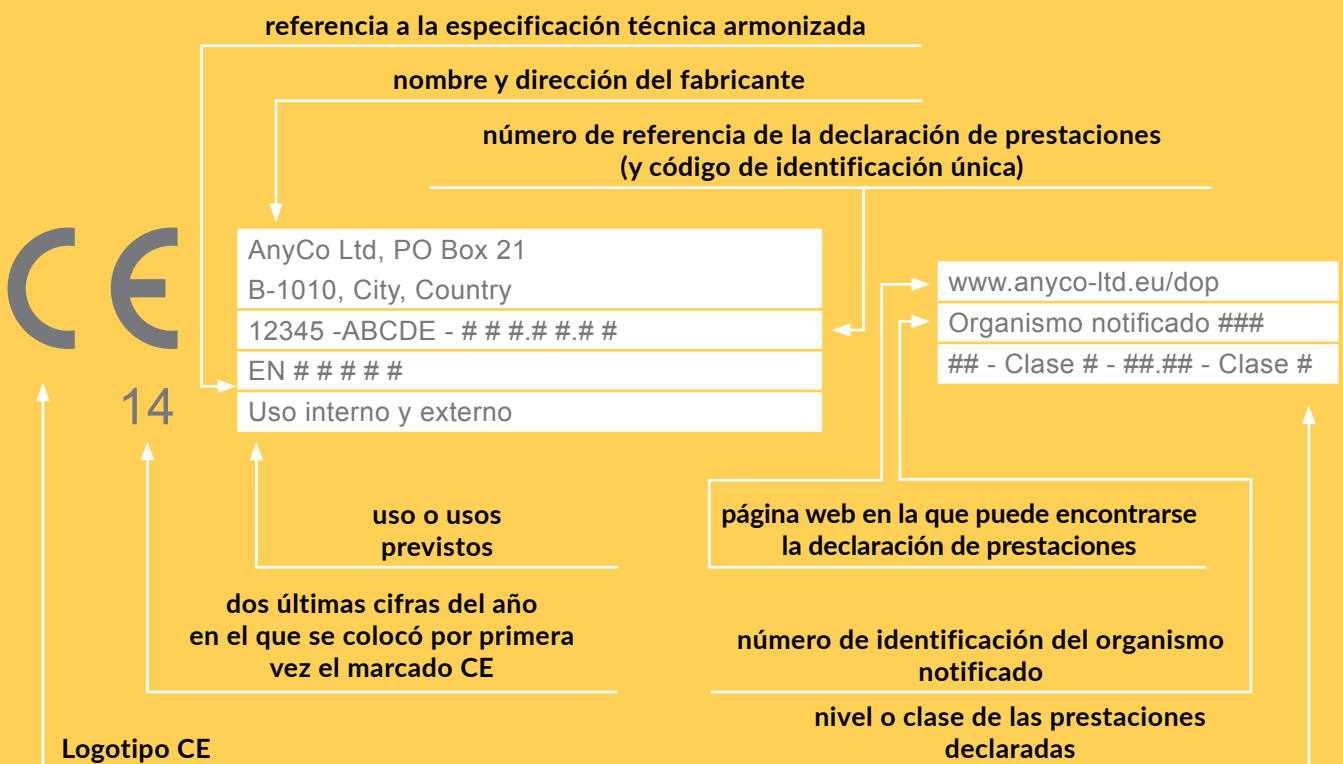 referencia a la especificación técnica armonizada
nombre y dirección del fabricante
número de referencia de la declaración de prestaciones
(y código de identificación única)
CE
14
AnyCo Ltd, PO Box 21
B-1010, City, Country
12345 -ABCDE - # # #.# #.# #
EN # # # # #
Uso interno y externo
www.anyco-ltd.eu/dop
Organismo notificado ###
## - Clase # - ##.## - Clase #
uso o usos
previstos
página web en la que puede encontrarse
la declaración de prestaciones
dos últimas cifras del año
en el que se colocó por primera
vez el marcado CE
número de identificación del organismo
notificado
nivel o clase de las prestaciones
declaradas
Logotipo CE